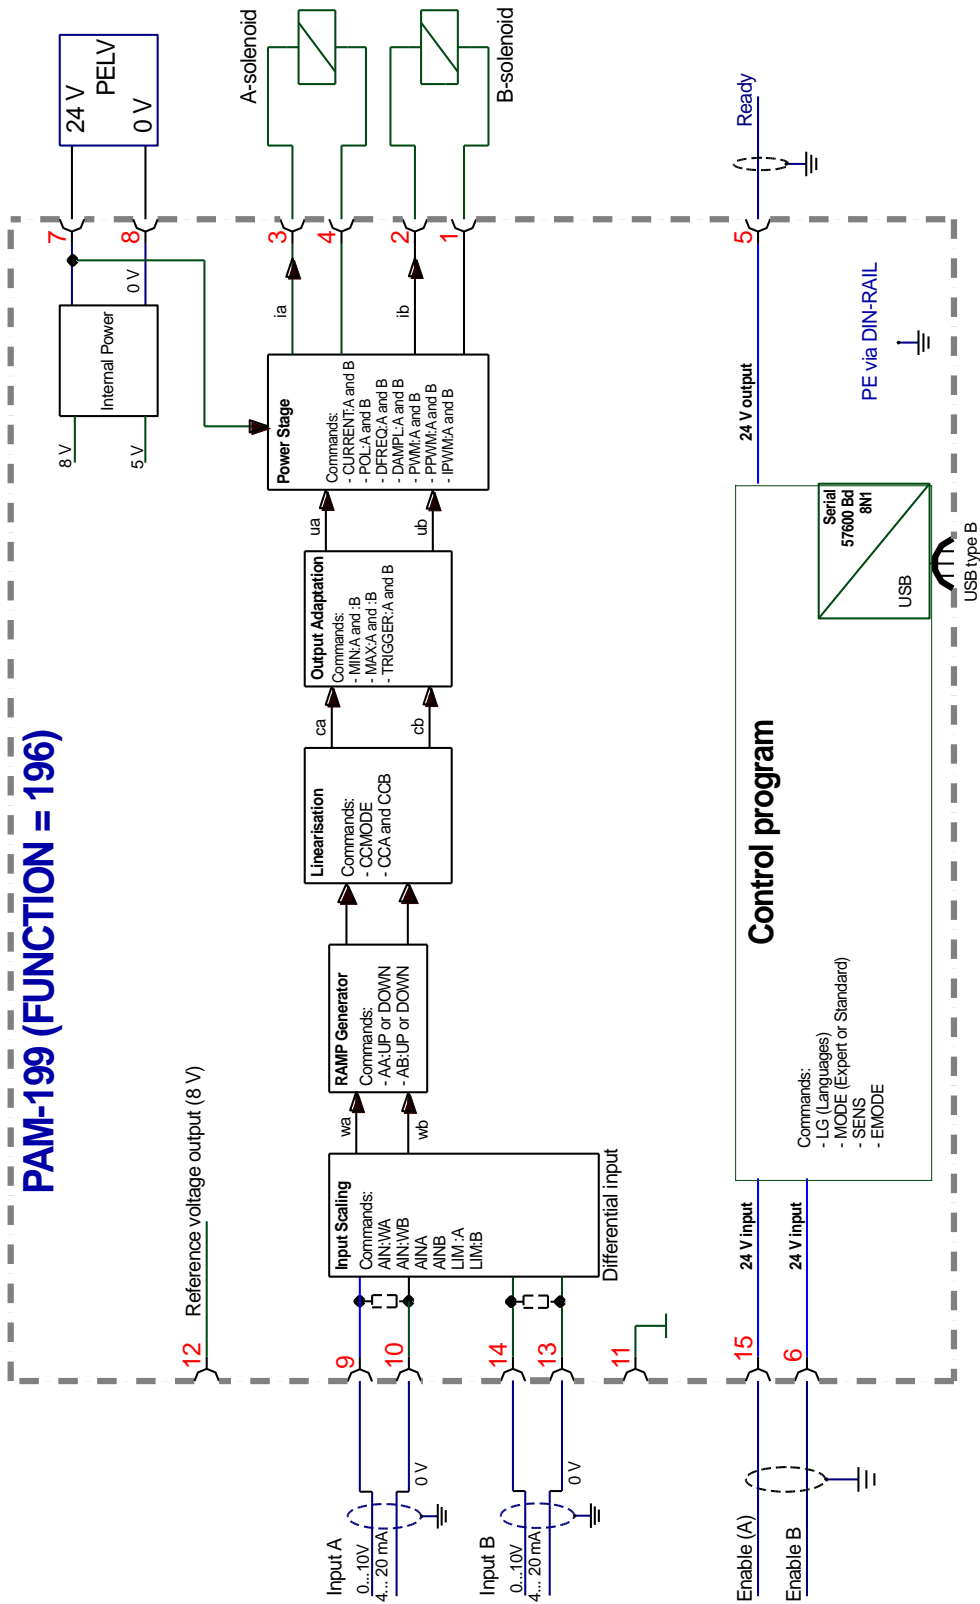 PAM-199 (FUNCTION = 196)
12
Reference voltage output (8 V)
Input A
0...10V
4... 20 mA
0 V
9
10
Input B
0...10V
4... 20 mA
0 V
14
13
11
Input Scaling
Commands:
AIN:WA
AIN:WB
AINA
AINB
LIM :A
LIM:B
Differential input
wa
wb
RAMP Generator
Commands:
- AA:UP or DOWN
- AB:UP or DOWN
Linearisation
Commands:
- CCMODE
- CCA and CCB
ca
cb
Output Adaptation
Commands:
- MIN:A and :B
- MAX:A and :B
- TRIGGER:A and B
ua
ub
Power Stage
Commands:
- CURRENT:A and B
- POL:A and B
- DFREQ:A and B
- DAMPL:A and B
- PWM:A and B
- PPWM:A and B
- IPWM:A and B
8 V
5 V
Internal Power
0 V
7
8
24 V
PELV
0 V
ia
ib
3
4
2
1
A-solenoid
B-solenoid
Enable (A)
Enable B
15
6
24 V input
24 V input
Control program
Commands:
- LG (Languages)
- MODE (Expert or Standard)
- SENS
- EMODE
Serial
57600 Bd
8N1
USB
USB type B
24 V output
5
Ready
PE via DIN-RAIL